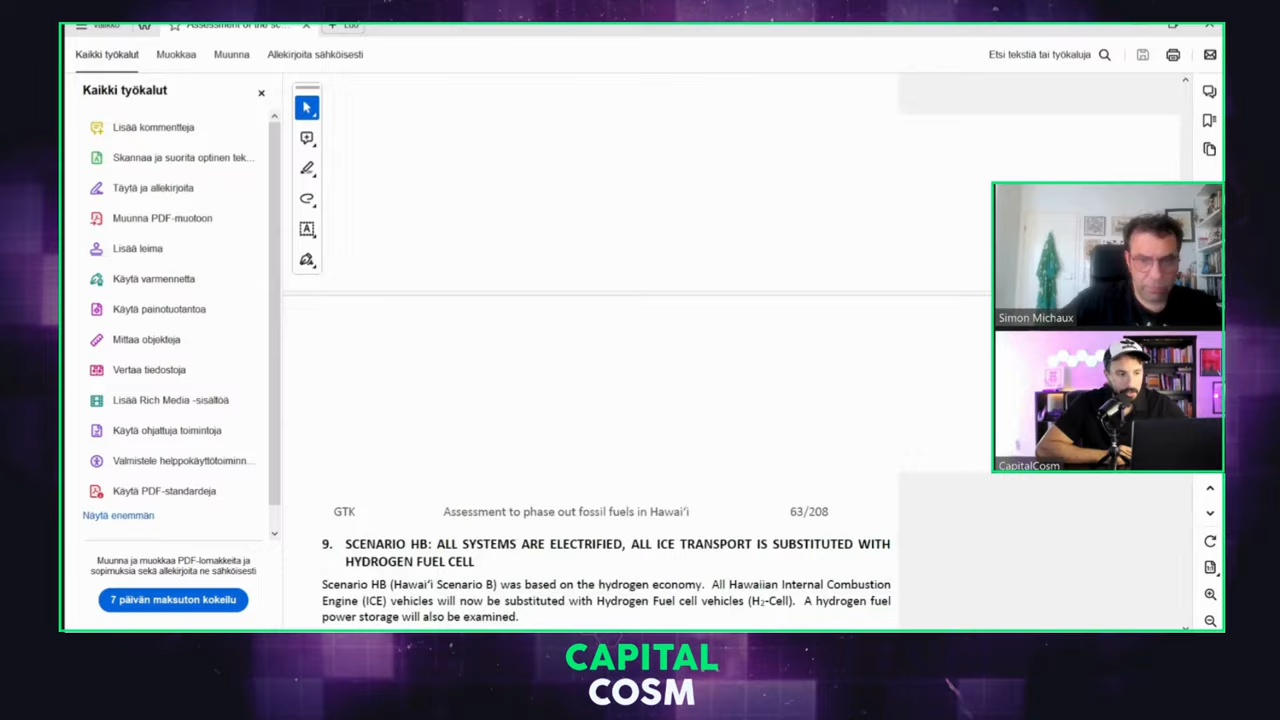 Valikko
Assessment of the sc...
Luo
Kaikki työkalut
Muokkaa
Muunna
Allekirjoita sähköisesti
Etsi tekstiä tai työkaluja
Kaikki työkalut
Lisää kommentteja
Skannaa ja suorita optinen tek...
Täytä ja allekirjoita
Muunna PDF-muotoon
Lisää leima
Käytä varmennetta
Käytä painotuotantoa
Mittaa objekteja
Vertaa tiedostoja
Lisää Rich Media -sisältöä
Käytä ohjattuja toimintoja
Valmistele helppokäyttötoiminn...
Käytä PDF-standardeja
Näytä enemmän
Muunna ja muokkaa PDF-lomakkeita ja
sopimuksia sekä allekirjoita ne sähköisesti
7 päivän maksuton kokeilu
GTK Assessment to phase out fossil fuels in Hawai‘i 63/208
9. SCENARIO HB: ALL SYSTEMS ARE ELECTRIFIED, ALL ICE TRANSPORT IS SUBSTITUTED WITH
HYDROGEN FUEL CELL
Scenario HB (Hawai‘i Scenario B) was based on the hydrogen economy. All Hawaiian Internal Combustion
Engine (ICE) vehicles will now be substituted with Hydrogen Fuel cell vehicles (H₂-Cell). A hydrogen fuel
power storage will also be examined.
Simon Michaux
CapitalCosm
CAPITAL
COSM